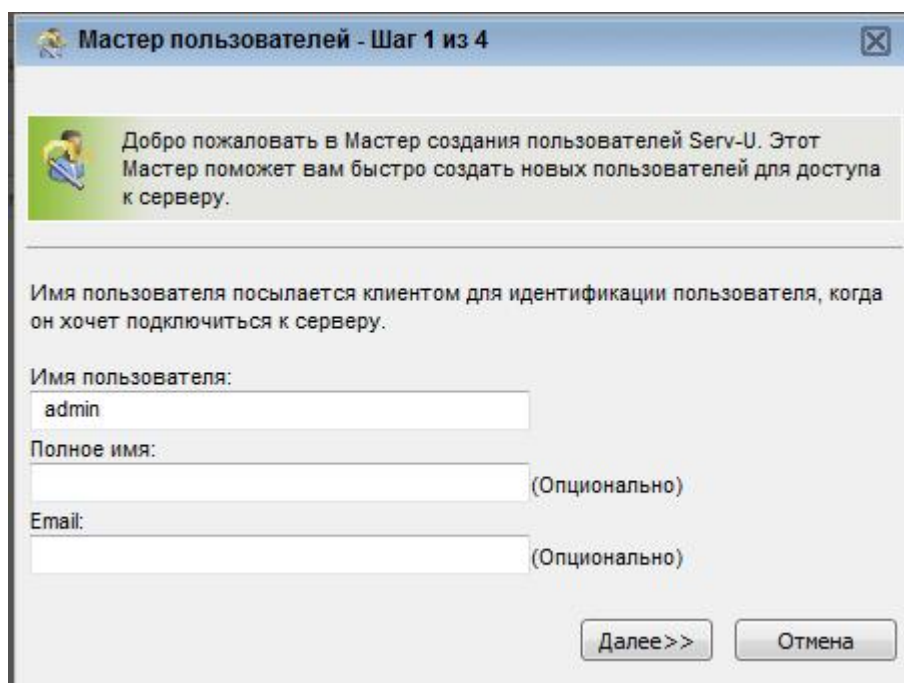 Мастер пользователей - Шаг 1 из 4
Добро пожаловать в Мастер создания пользователей Serv-U. Этот
Мастер поможет вам быстро создать новых пользователей для доступа
к серверу.
Имя пользователя посылается клиентом для идентификации пользователя, когда
он хочет подключиться к серверу.
Имя пользователя:
admin
Полное имя:
(Опционально)
Email:
(Опционально)
Далее>> Отмена